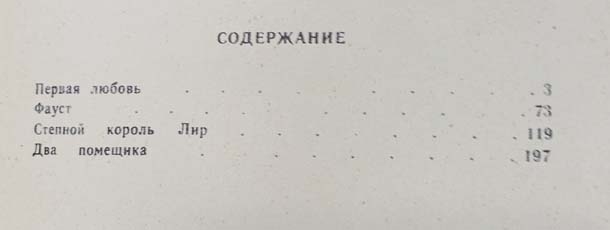 СОДЕРЖАНИЕ
Первая любовь . . . . . . . . . 3
Фауст . . . . . . . . . . . 73
Степной король Лир . . . . . . . . 119
Два помещика . . . . . . . . . 197